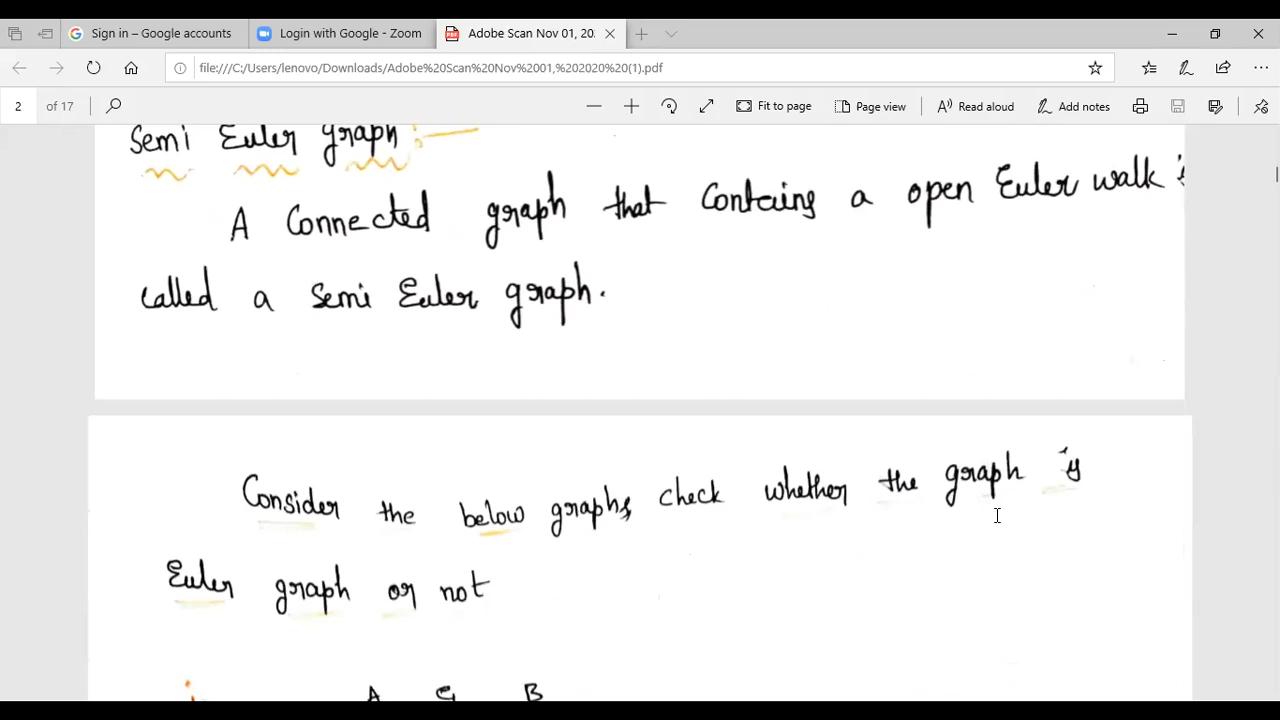 Sign in – Google accounts
Login with Google - Zoom
Adobe Scan Nov 01, 202
file:///C:/Users/lenovo/Downloads/Adobe%20Scan%20Nov%2001,%202020%20(1).pdf
2 of 17
Fit to page
Page view
Read aloud
Add notes
Semi Euler graph :—
A Connected graph that Contains a open Euler walk is
called a Semi Euler graph.
Consider the below graphs, check whether the graph is
Euler graph or not
i. A G B